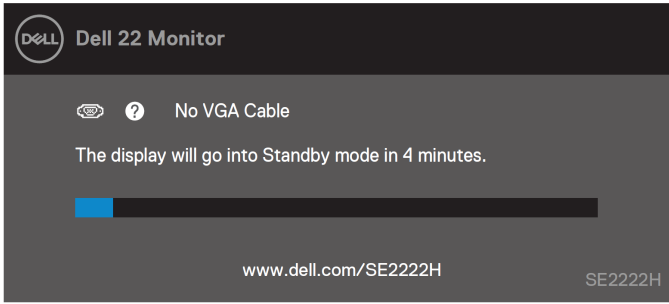 DELL Dell 22 Monitor
? No VGA Cable
The display will go into Standby mode in 4 minutes.
www.dell.com/SE2222H
SE2222H